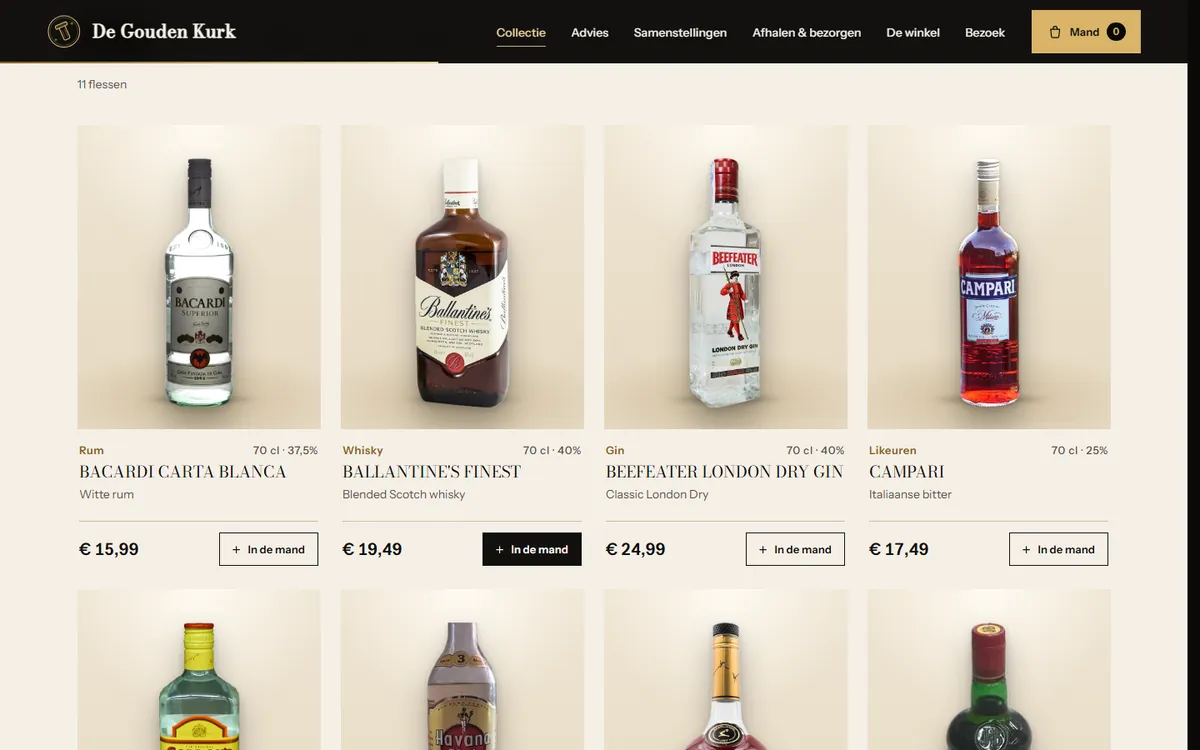 De Gouden Kurk
Collectie Advies Samenstellingen Afhalen & bezorgen De winkel Bezoek Mand 0
11 flessen
BACARDI
SUPERIOR
Ballantine's
FINEST
BLENDED SCOTCH WHISKY
Ballantine's
BEEFEATER
LONDON
LONDON DRY GIN
CAMPARI
Milano
Rum 70 cl · 37,5%
BACARDI CARTA BLANCA
Witte rum
€ 15,99 + In de mand
Whisky 70 cl · 40%
BALLANTINE'S FINEST
Blended Scotch whisky
€ 19,49 + In de mand
Gin 70 cl · 40%
BEEFEATER LONDON DRY GIN
Classic London Dry
€ 24,99 + In de mand
Likeuren 70 cl · 25%
CAMPARI
Italiaanse bitter
€ 17,49 + In de mand
3
Havana